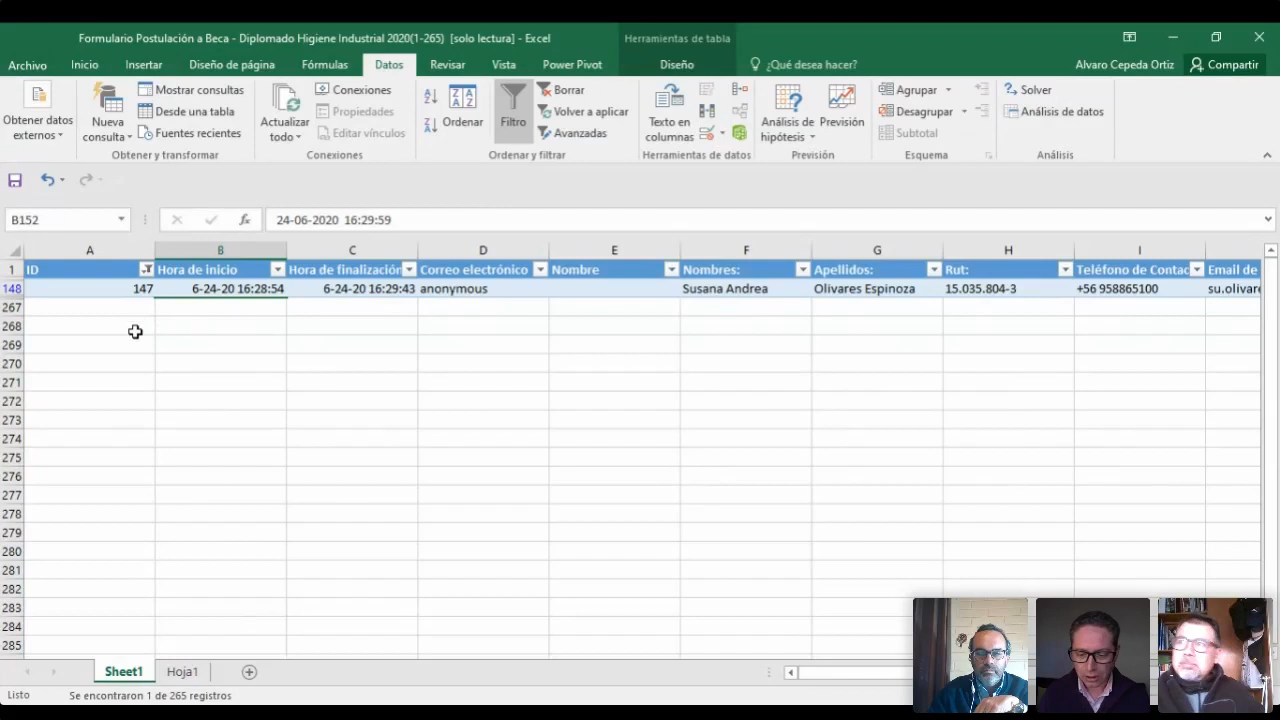 Formulario Postulación a Beca - Diplomado Higiene Industrial 2020(1-265) [solo lectura] - Excel
Herramientas de tabla
Archivo Inicio Insertar Diseño de página Fórmulas Datos Revisar Vista Power Pivot Diseño ¿Qué desea hacer? Alvaro Cepeda Ortiz Compartir
Obtener datos externos
Nueva consulta
Mostrar consultas
Desde una tabla
Fuentes recientes
Obtener y transformar
Actualizar todo
Conexiones
Propiedades
Editar vínculos
Conexiones
Ordenar
Filtro
Borrar
Volver a aplicar
Avanzadas
Ordenar y filtrar
Texto en columnas
Herramientas de datos
Análisis de hipótesis
Previsión
Previsión
Agrupar
Desagrupar
Subtotal
Esquema
Solver
Análisis de datos
Análisis
B152 fx 24-06-2020 16:29:59
A B C D E F G H I
1 ID Hora de inicio Hora de finalización Correo electrónico Nombre Nombres: Apellidos: Rut: Teléfono de Contac Email de
148 147 6-24-20 16:28:54 6-24-20 16:29:43 anonymous Susana Andrea Olivares Espinoza 15.035.804-3 +56 958865100 su.olivare
267
268
269
270
271
272
273
274
275
276
277
278
279
280
281
282
283
284
285
Sheet1 Hoja1
Listo Se encontraron 1 de 265 registros